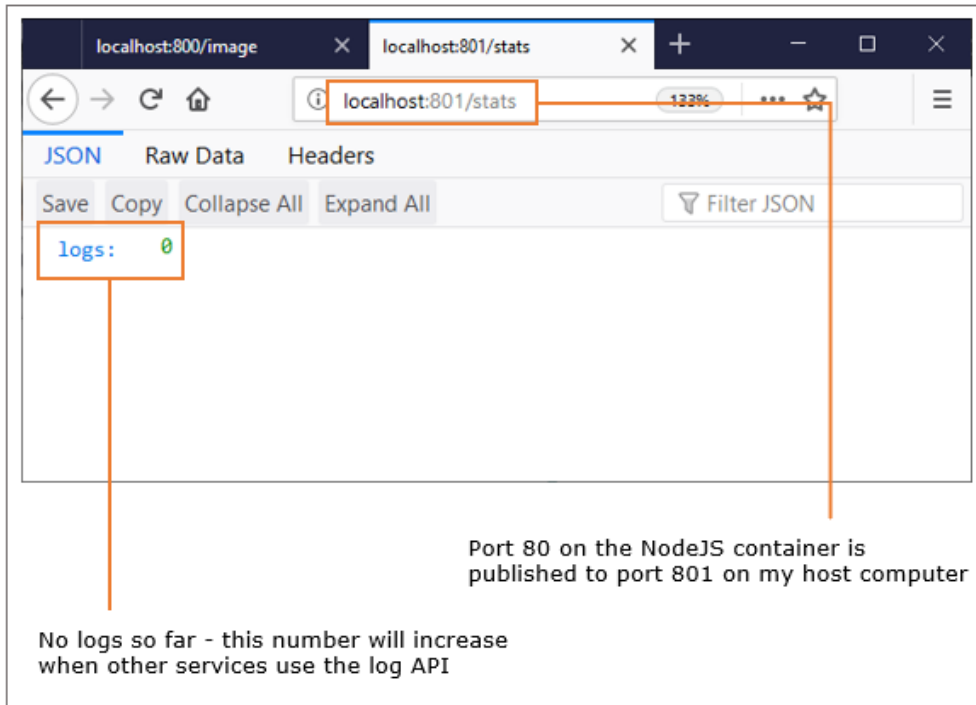 localhost:800/image
localhost:801/stats
localhost:801/stats
133%
JSON Raw Data Headers
Save Copy Collapse All Expand All Filter JSON
logs: 0
Port 80 on the NodeJS container is
published to port 801 on my host computer
No logs so far - this number will increase
when other services use the log API